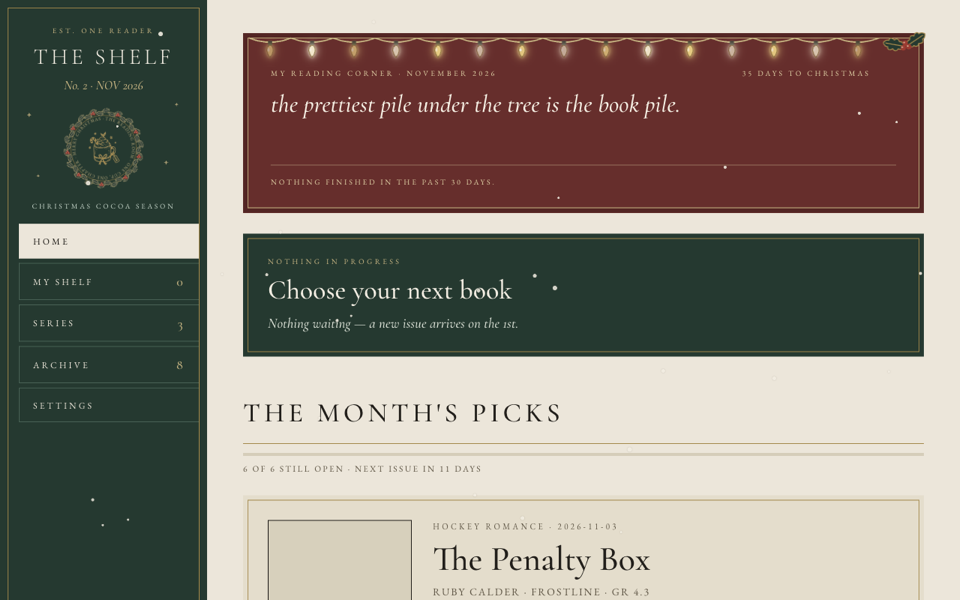 EST. ONE READER
THE SHELF
No. 2 · NOV 2026
CHRISTMAS COCOA SEASON
HOME
MY SHELF 0
SERIES 3
ARCHIVE 8
SETTINGS
MY READING CORNER · NOVEMBER 2026
35 DAYS TO CHRISTMAS
the prettiest pile under the tree is the book pile.
NOTHING FINISHED IN THE PAST 30 DAYS.
NOTHING IN PROGRESS
Choose your next book
Nothing waiting — a new issue arrives on the 1st.
THE MONTH'S PICKS
6 OF 6 STILL OPEN · NEXT ISSUE IN 11 DAYS
HOCKEY ROMANCE · 2026-11-03
The Penalty Box
RUBY CALDER · FROSTLINE · GR 4.3